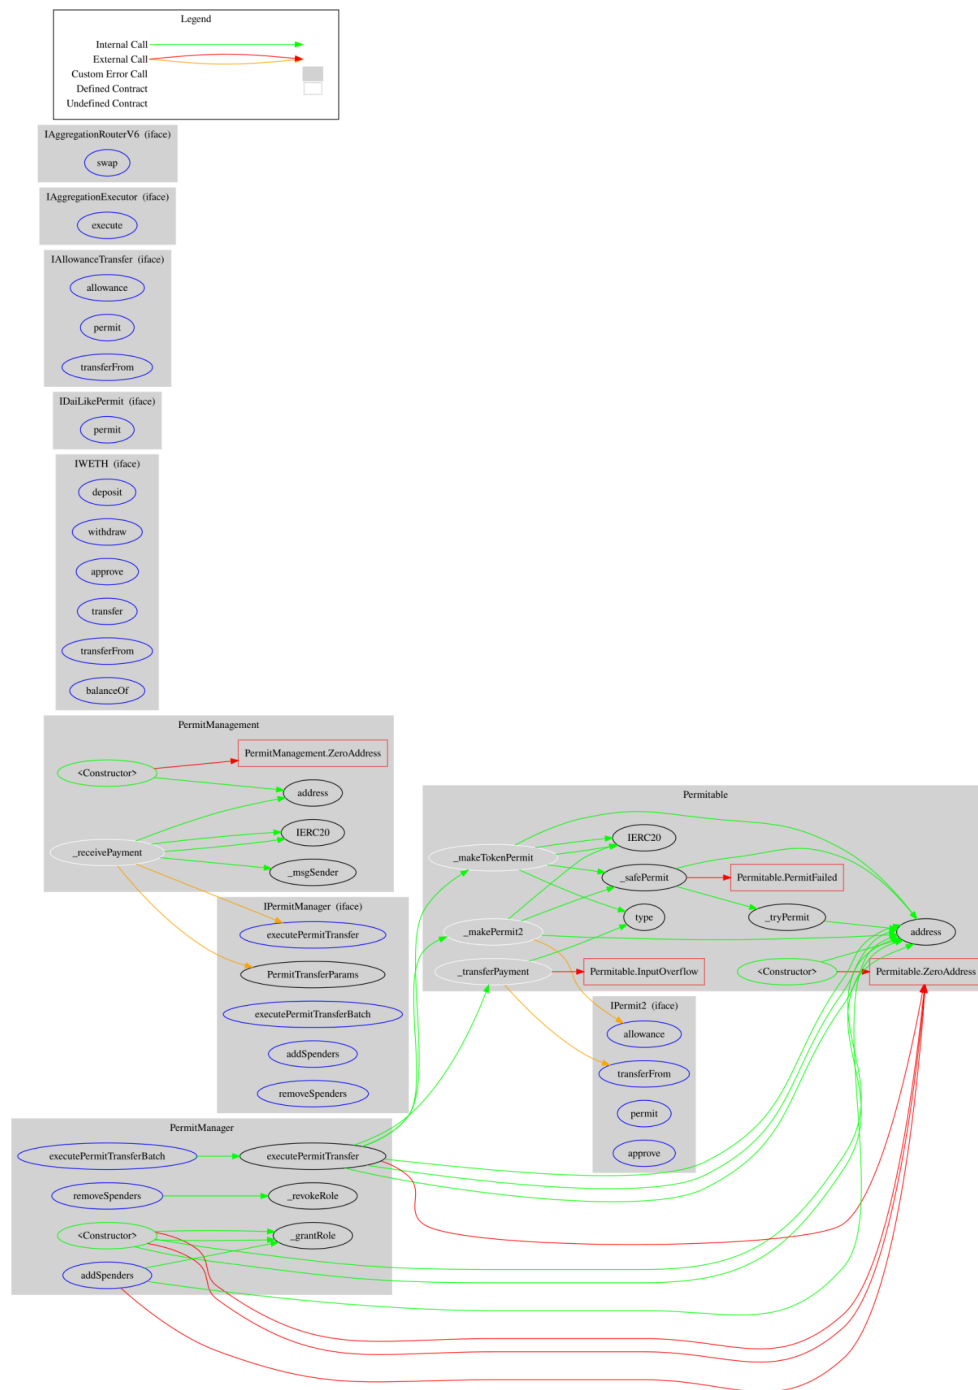 Legend
Internal Call
External Call
Custom Error Call
Defined Contract
Undefined Contract
IAggregationRouterV6 (iface)
swap
IAggregationExecutor (iface)
execute
IAllowanceTransfer (iface)
allowance
permit
transferFrom
IDaiLikePermit (iface)
permit
IWETH (iface)
deposit
withdraw
approve
transfer
transferFrom
balanceOf
PermitManagement
PermitManagement.ZeroAddress
<Constructor>
address
IERC20
_receivePayment
_msgSender
IPermitManager (iface)
executePermitTransfer
PermitTransferParams
executePermitTransferBatch
addSpenders
removeSpenders
Permitable
IERC20
_makeTokenPermit
_safePermit
Permitable.PermitFailed
type
_tryPermit
address
_makePermit2
_transferPayment
Permitable.InputOverflow
<Constructor>
Permitable.ZeroAddress
IPermit2 (iface)
allowance
transferFrom
permit
approve
PermitManager
executePermitTransferBatch
executePermitTransfer
removeSpenders
_revokeRole
<Constructor>
_grantRole
addSpenders